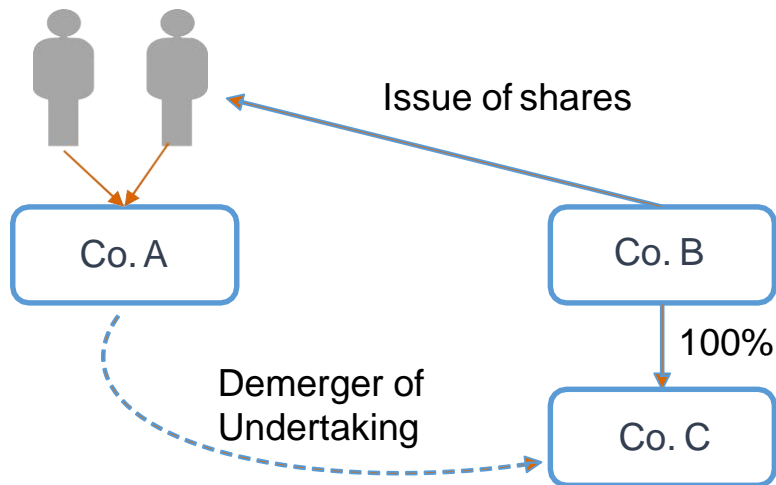 Issue of shares
Co. A
Co. B
100%
Demerger of
Undertaking
Co. C